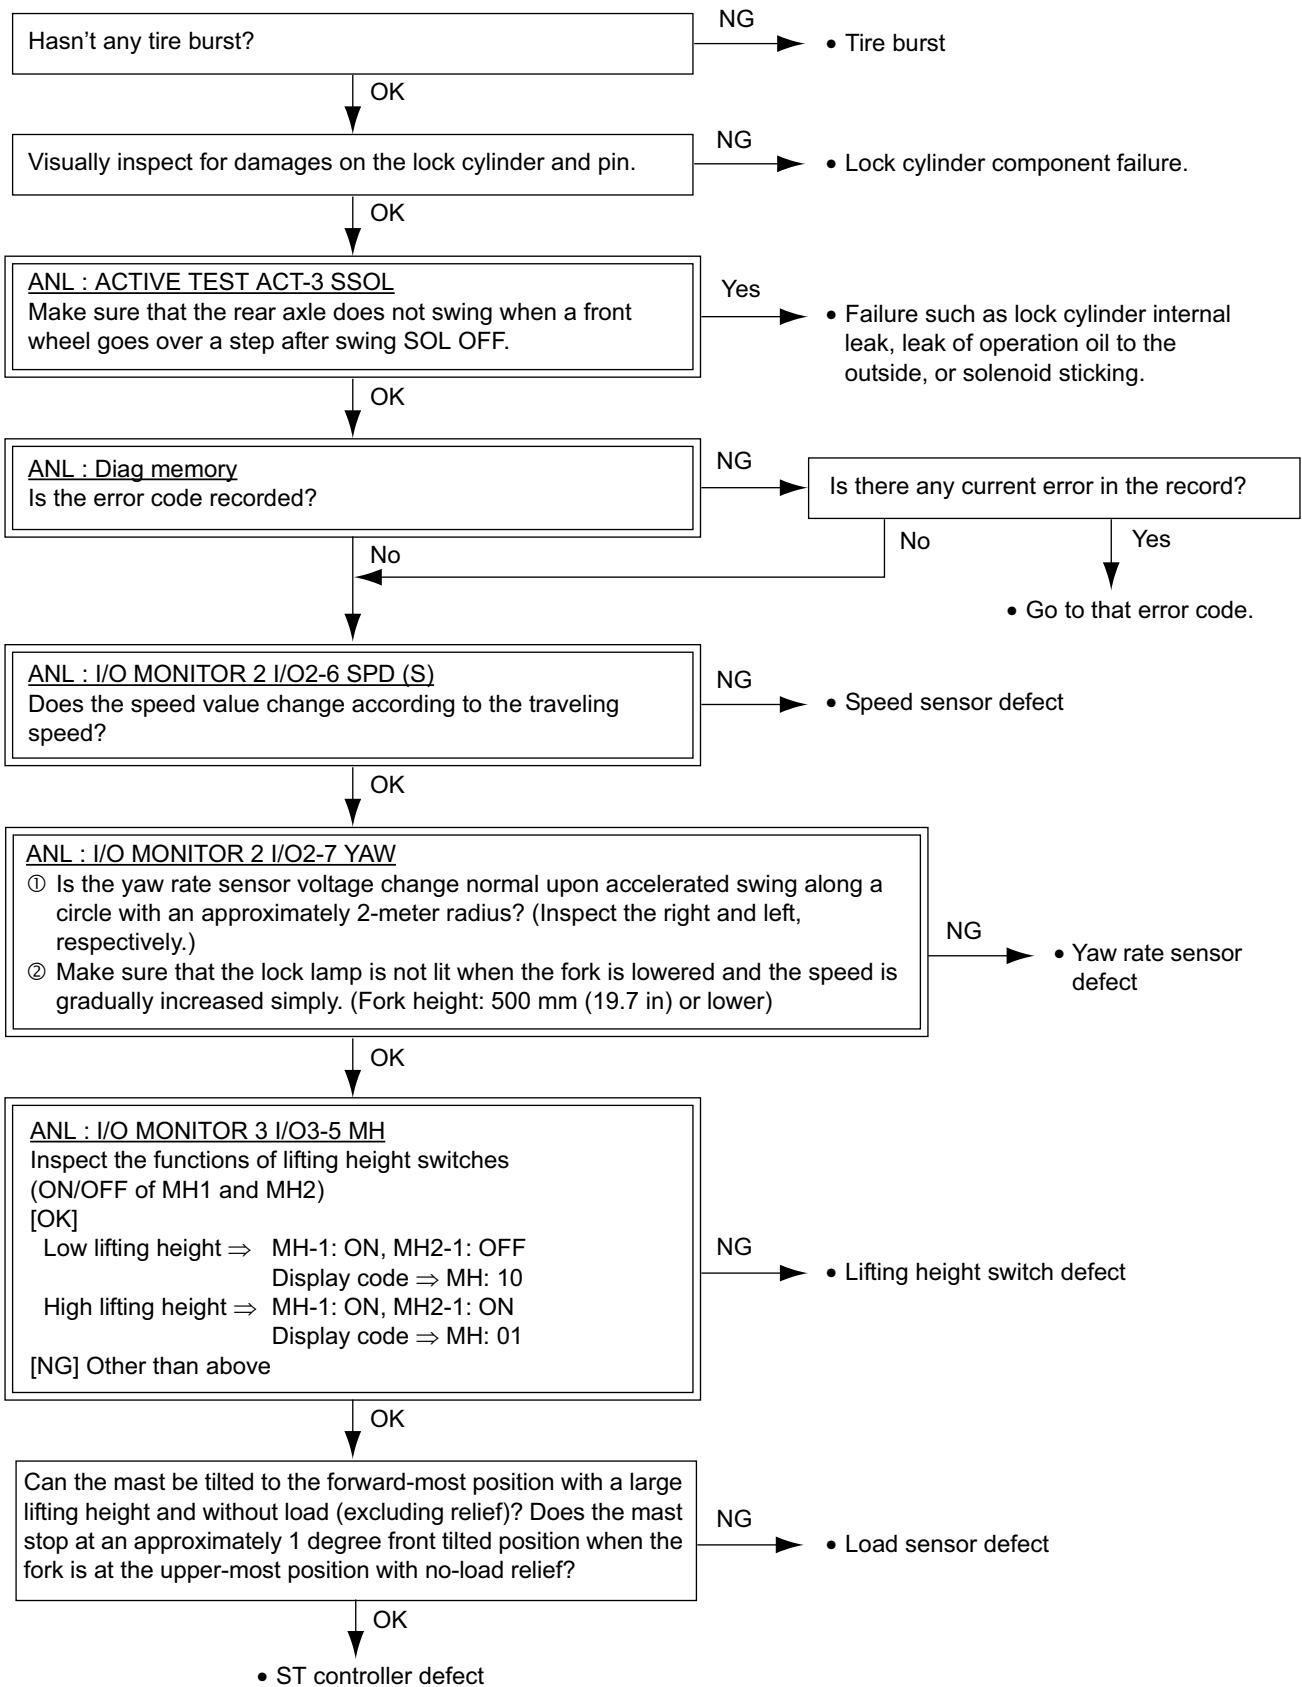 Hasn't any tire burst?
NG
• Tire burst
OK
Visually inspect for damages on the lock cylinder and pin.
NG
• Lock cylinder component failure.
OK
ANL : ACTIVE TEST ACT-3 SSOL
Make sure that the rear axle does not swing when a front
wheel goes over a step after swing SOL OFF.
Yes
• Failure such as lock cylinder internal
leak, leak of operation oil to the
outside, or solenoid sticking.
OK
ANL : Diag memory
Is the error code recorded?
NG
Is there any current error in the record?
No
Yes
No
• Go to that error code.
ANL : I/O MONITOR 2 I/O2-6 SPD (S)
Does the speed value change according to the traveling
speed?
NG
• Speed sensor defect
OK
ANL : I/O MONITOR 2 I/O2-7 YAW
① Is the yaw rate sensor voltage change normal upon accelerated swing along a
circle with an approximately 2-meter radius? (Inspect the right and left,
respectively.)
② Make sure that the lock lamp is not lit when the fork is lowered and the speed is
gradually increased simply. (Fork height: 500 mm (19.7 in) or lower)
NG
• Yaw rate sensor
defect
OK
ANL : I/O MONITOR 3 I/O3-5 MH
Inspect the functions of lifting height switches
(ON/OFF of MH1 and MH2)
[OK]
Low lifting height ⇒ MH-1: ON, MH2-1: OFF
Display code ⇒ MH: 10
High lifting height ⇒ MH-1: ON, MH2-1: ON
Display code ⇒ MH: 01
[NG] Other than above
NG
• Lifting height switch defect
OK
Can the mast be tilted to the forward-most position with a large
lifting height and without load (excluding relief)? Does the mast
stop at an approximately 1 degree front tilted position when the
fork is at the upper-most position with no-load relief?
NG
• Load sensor defect
OK
• ST controller defect